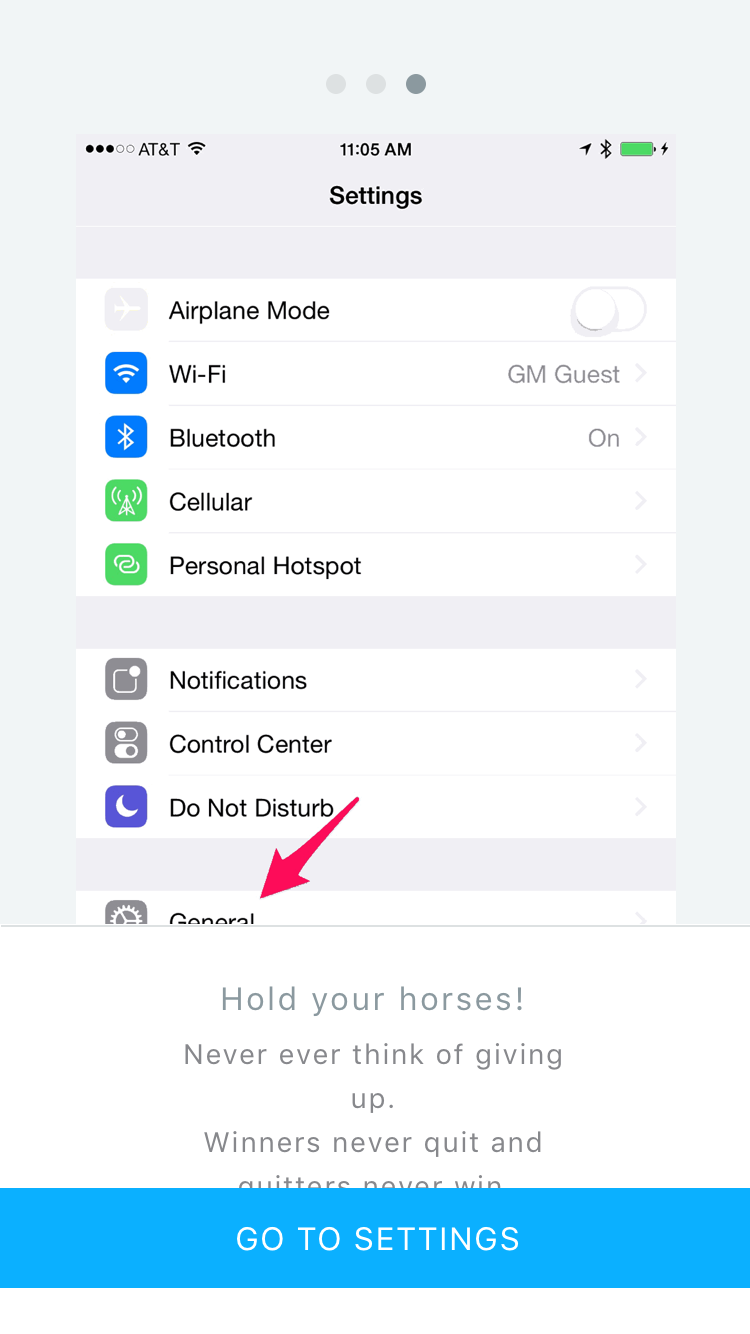 AT&T 11:05 AM
Settings
Airplane Mode
Wi-Fi GM Guest
Bluetooth On
Cellular
Personal Hotspot
Notifications
Control Center
Do Not Disturb
General
Hold your horses!
Never ever think of giving
up.
Winners never quit and
quitters never win
GO TO SETTINGS